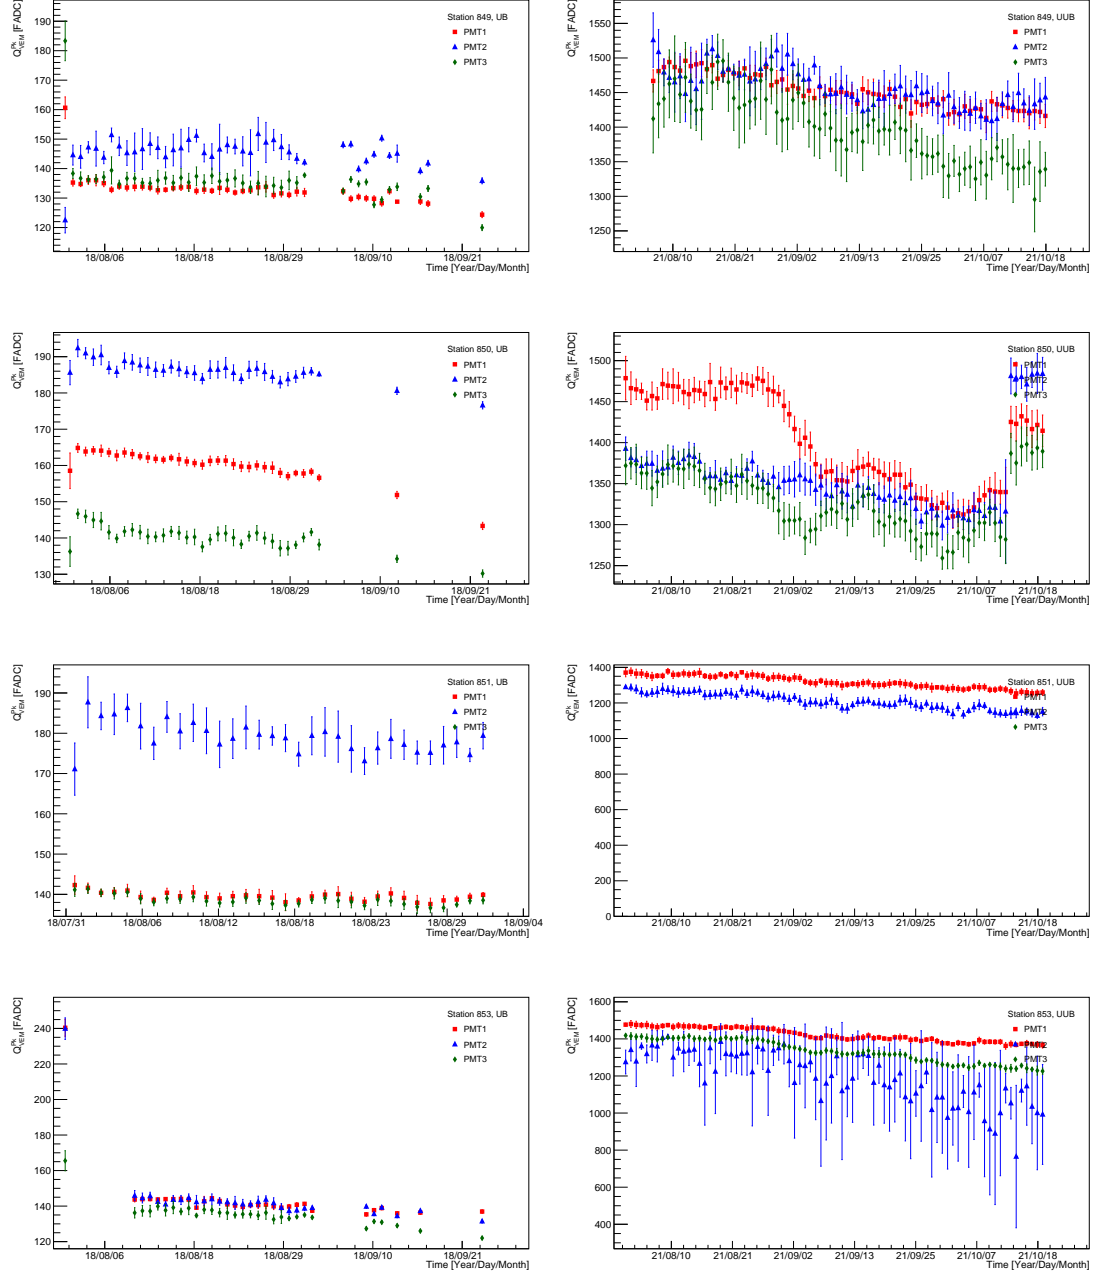 Q^Pk_VEM [FADC]
Station 849, UB
PMT1
PMT2
PMT3
190
180
170
160
150
140
130
120
18/08/06 18/08/18 18/08/29 18/09/10 18/09/21
Time [Year/Day/Month]
Q^Pk_VEM [FADC]
Station 849, UUB
PMT1
PMT2
PMT3
1550
1500
1450
1400
1350
1300
1250
21/08/10 21/08/21 21/09/02 21/09/13 21/09/25 21/10/07 21/10/18
Time [Year/Day/Month]
Q^Pk_VEM [FADC]
Station 850, UB
PMT1
PMT2
PMT3
190
180
170
160
150
140
130
18/08/06 18/08/18 18/08/29 18/09/10 18/09/21
Time [Year/Day/Month]
Q^Pk_VEM [FADC]
Station 850, UUB
PMT1
PMT2
PMT3
1500
1450
1400
1350
1300
1250
21/08/10 21/08/21 21/09/02 21/09/13 21/09/25 21/10/07 21/10/18
Time [Year/Day/Month]
Q^Pk_VEM [FADC]
Station 851, UB
PMT1
PMT2
PMT3
190
180
170
160
150
140
18/07/31 18/08/06 18/08/12 18/08/18 18/08/23 18/08/29 18/09/04
Time [Year/Day/Month]
Q^Pk_VEM [FADC]
Station 851, UUB
PMT1
PMT2
PMT3
1400
1200
1000
800
600
400
200
0
21/08/10 21/08/21 21/09/02 21/09/13 21/09/25 21/10/07 21/10/18
Time [Year/Day/Month]
Q^Pk_VEM [FADC]
Station 853, UB
PMT1
PMT2
PMT3
240
220
200
180
160
140
120
18/08/06 18/08/18 18/08/29 18/09/10 18/09/21
Time [Year/Day/Month]
Q^Pk_VEM [FADC]
Station 853, UUB
PMT1
PMT2
PMT3
1600
1400
1200
1000
800
600
400
21/08/10 21/08/21 21/09/02 21/09/13 21/09/25 21/10/07 21/10/18
Time [Year/Day/Month]